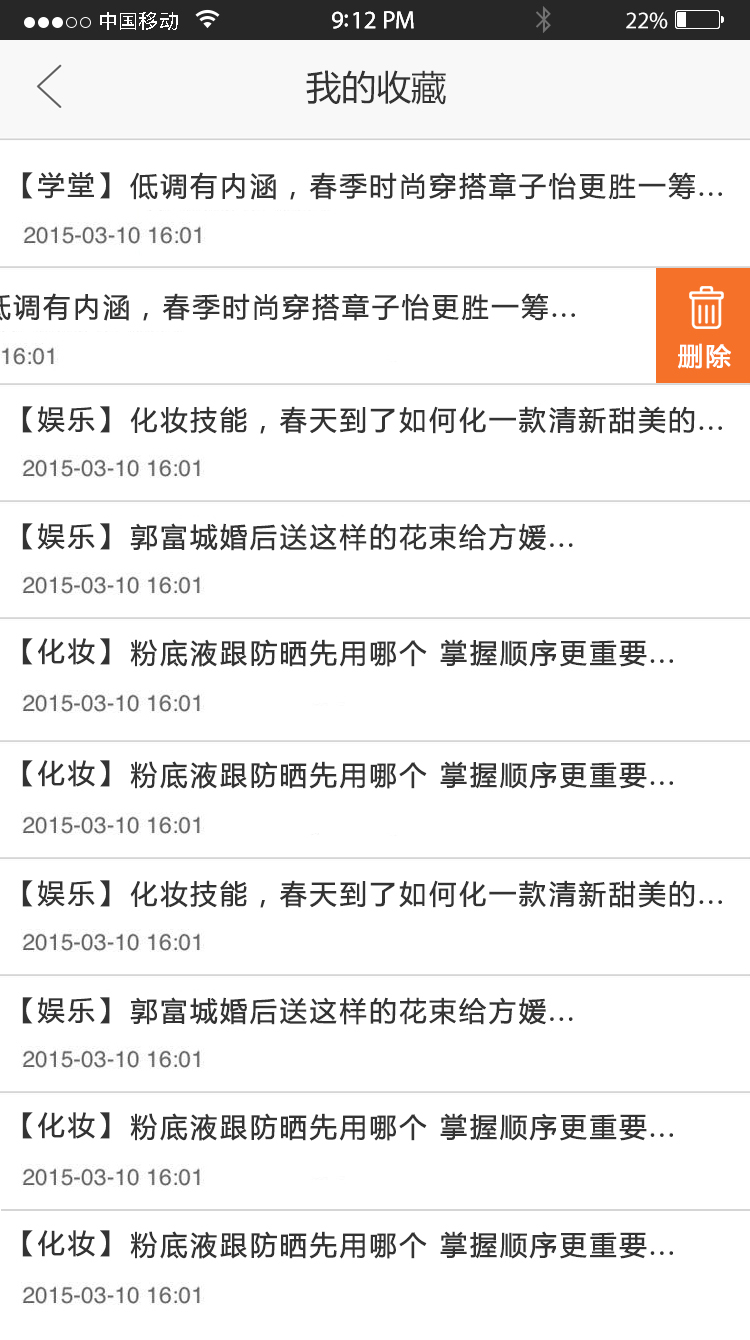 中国移动 9:12 PM 22%
我的收藏
【学堂】低调有内涵，春季时尚穿搭章子怡更胜一筹...
2015-03-10 16:01
低调有内涵，春季时尚穿搭章子怡更胜一筹...
16:01
删除
【娱乐】化妆技能，春天到了如何化一款清新甜美的...
2015-03-10 16:01
【娱乐】郭富城婚后送这样的花束给方媛...
2015-03-10 16:01
【化妆】粉底液跟防晒先用哪个 掌握顺序更重要...
2015-03-10 16:01
【化妆】粉底液跟防晒先用哪个 掌握顺序更重要...
2015-03-10 16:01
【娱乐】化妆技能，春天到了如何化一款清新甜美的...
2015-03-10 16:01
【娱乐】郭富城婚后送这样的花束给方媛...
2015-03-10 16:01
【化妆】粉底液跟防晒先用哪个 掌握顺序更重要...
2015-03-10 16:01
【化妆】粉底液跟防晒先用哪个 掌握顺序更重要...
2015-03-10 16:01